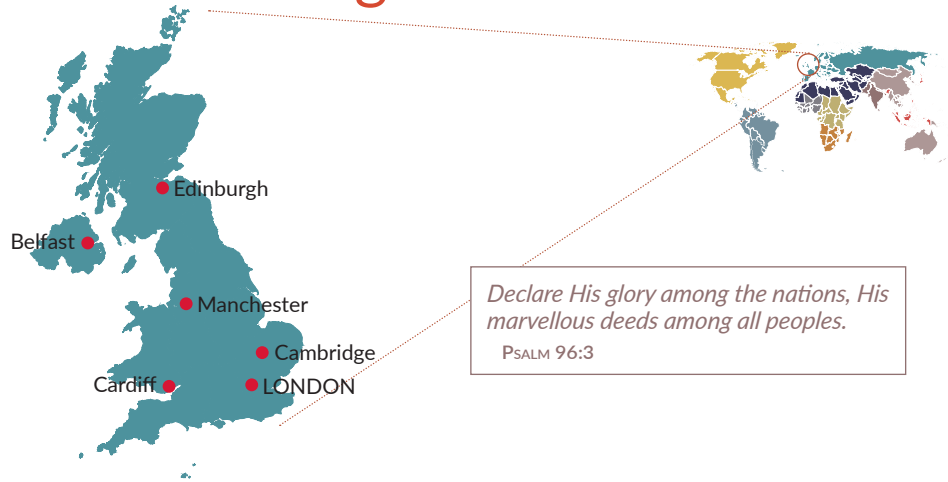 Edinburgh
Belfast
Manchester
Cambridge
Cardiff
LONDON
Declare His glory among the nations, His
marvellous deeds among all peoples.
PSALM 96:3